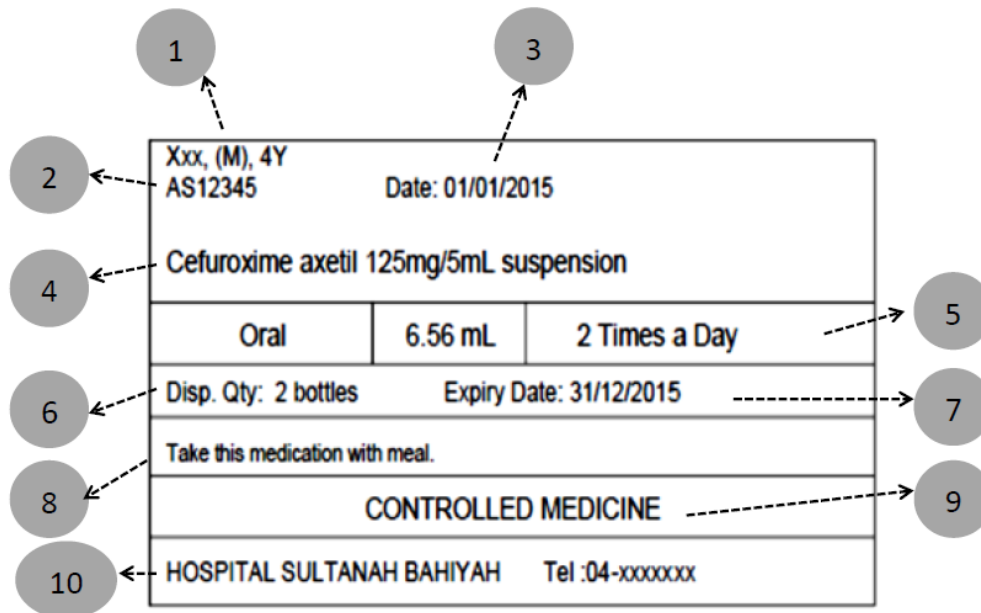 1
3
2
Xxx, (M), 4Y
AS12345 Date: 01/01/2015
4
Cefuroxime axetil 125mg/5mL suspension
5
Oral 6.56 mL 2 Times a Day
6
Disp. Qty: 2 bottles Expiry Date: 31/12/2015
7
8
Take this medication with meal.
9
CONTROLLED MEDICINE
10
HOSPITAL SULTANAH BAHIYAH Tel :04-xxxxxxx